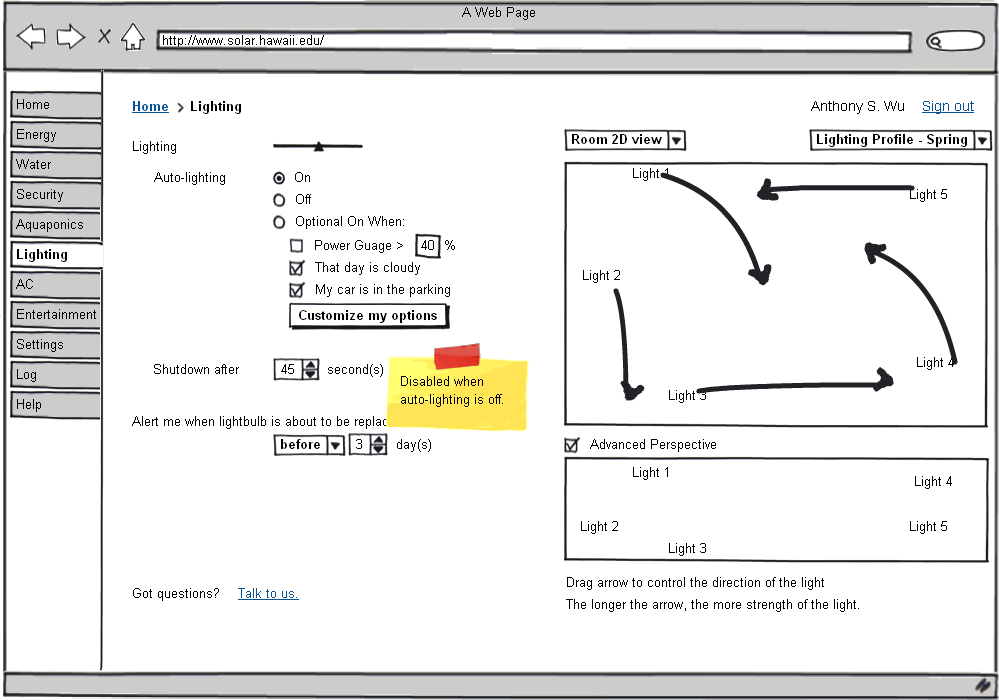 A Web Page
http://www.solar.hawaii.edu/
Home
Energy
Water
Security
Aquaponics
Lighting
AC
Entertainment
Settings
Log
Help
Home > Lighting
Anthony S. Wu Sign out
Lighting
Auto-lighting
On
Off
Optional On When:
Power Guage > 40 %
That day is cloudy
My car is in the parking
Customize my options
Shutdown after 45 second(s)
Disabled when
auto-lighting is off.
Alert me when lightbulb is about to be replac
before 3 day(s)
Got questions? Talk to us.
Room 2D view
Lighting Profile - Spring
Light 1
Light 5
Light 2
Light 4
Light 3
Advanced Perspective
Light 1
Light 4
Light 2
Light 5
Light 3
Drag arrow to control the direction of the light
The longer the arrow, the more strength of the light.